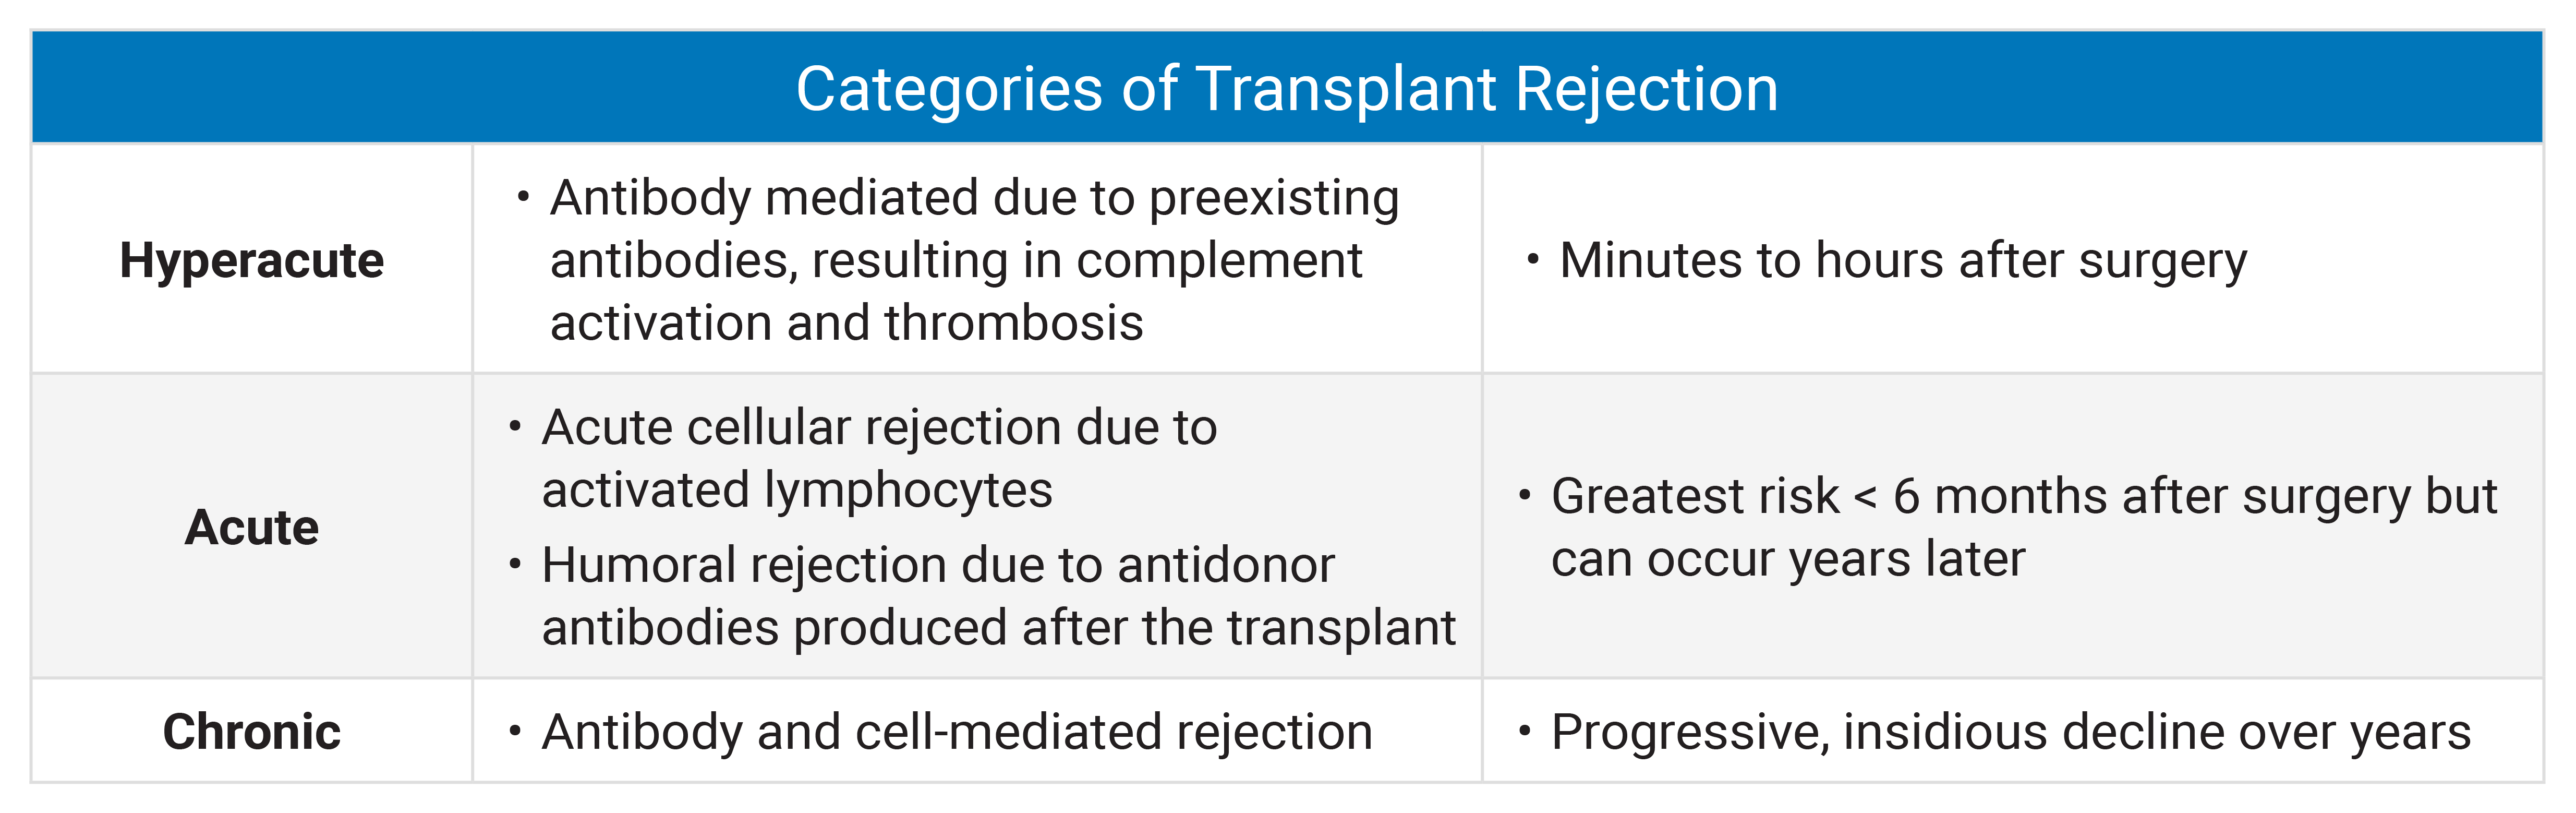 Categories of Transplant Rejection
Hyperacute
• Antibody mediated due to preexisting
antibodies, resulting in complement
activation and thrombosis
• Minutes to hours after surgery
Acute
• Acute cellular rejection due to
activated lymphocytes
• Humoral rejection due to antidonor
antibodies produced after the transplant
• Greatest risk < 6 months after surgery but
can occur years later
Chronic
• Antibody and cell-mediated rejection
• Progressive, insidious decline over years